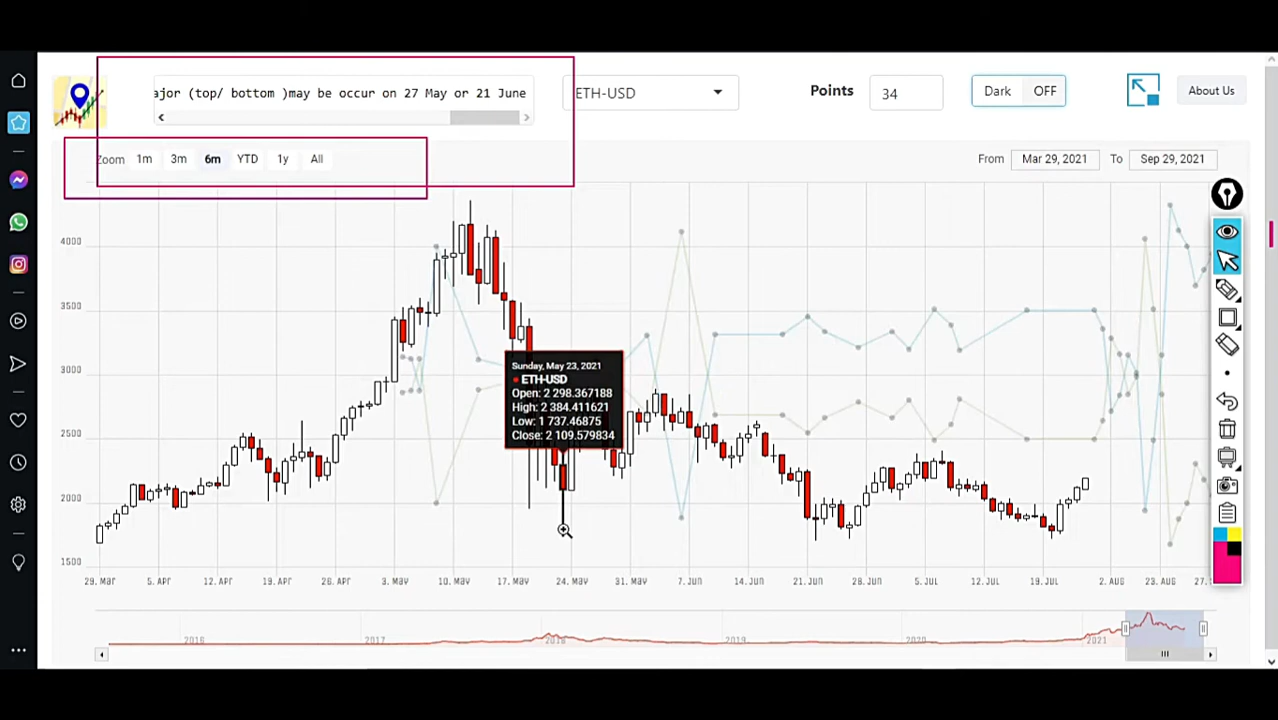 ajor (top/ bottom )may be occur on 27 May or 21 June
ETH-USD
Points
34
Dark
OFF
About Us
Zoom
1m
3m
6m
YTD
1y
All
From
Mar 29, 2021
To
Sep 29, 2021
4000
3500
3000
2500
2000
1500
Sunday, May 23, 2021
ETH-USD
Open: 2 298.367188
High: 2 384.411621
Low: 1 737.46875
Close: 2 109.579834
29. Mar
5. Apr
12. Apr
19. Apr
26. Apr
3. May
10. May
17. May
24. May
31. May
7. Jun
14. Jun
21. Jun
28. Jun
5. Jul
12. Jul
19. Jul
2. Aug
23. Aug
27.
2016
2017
2018
2019
2020
2021